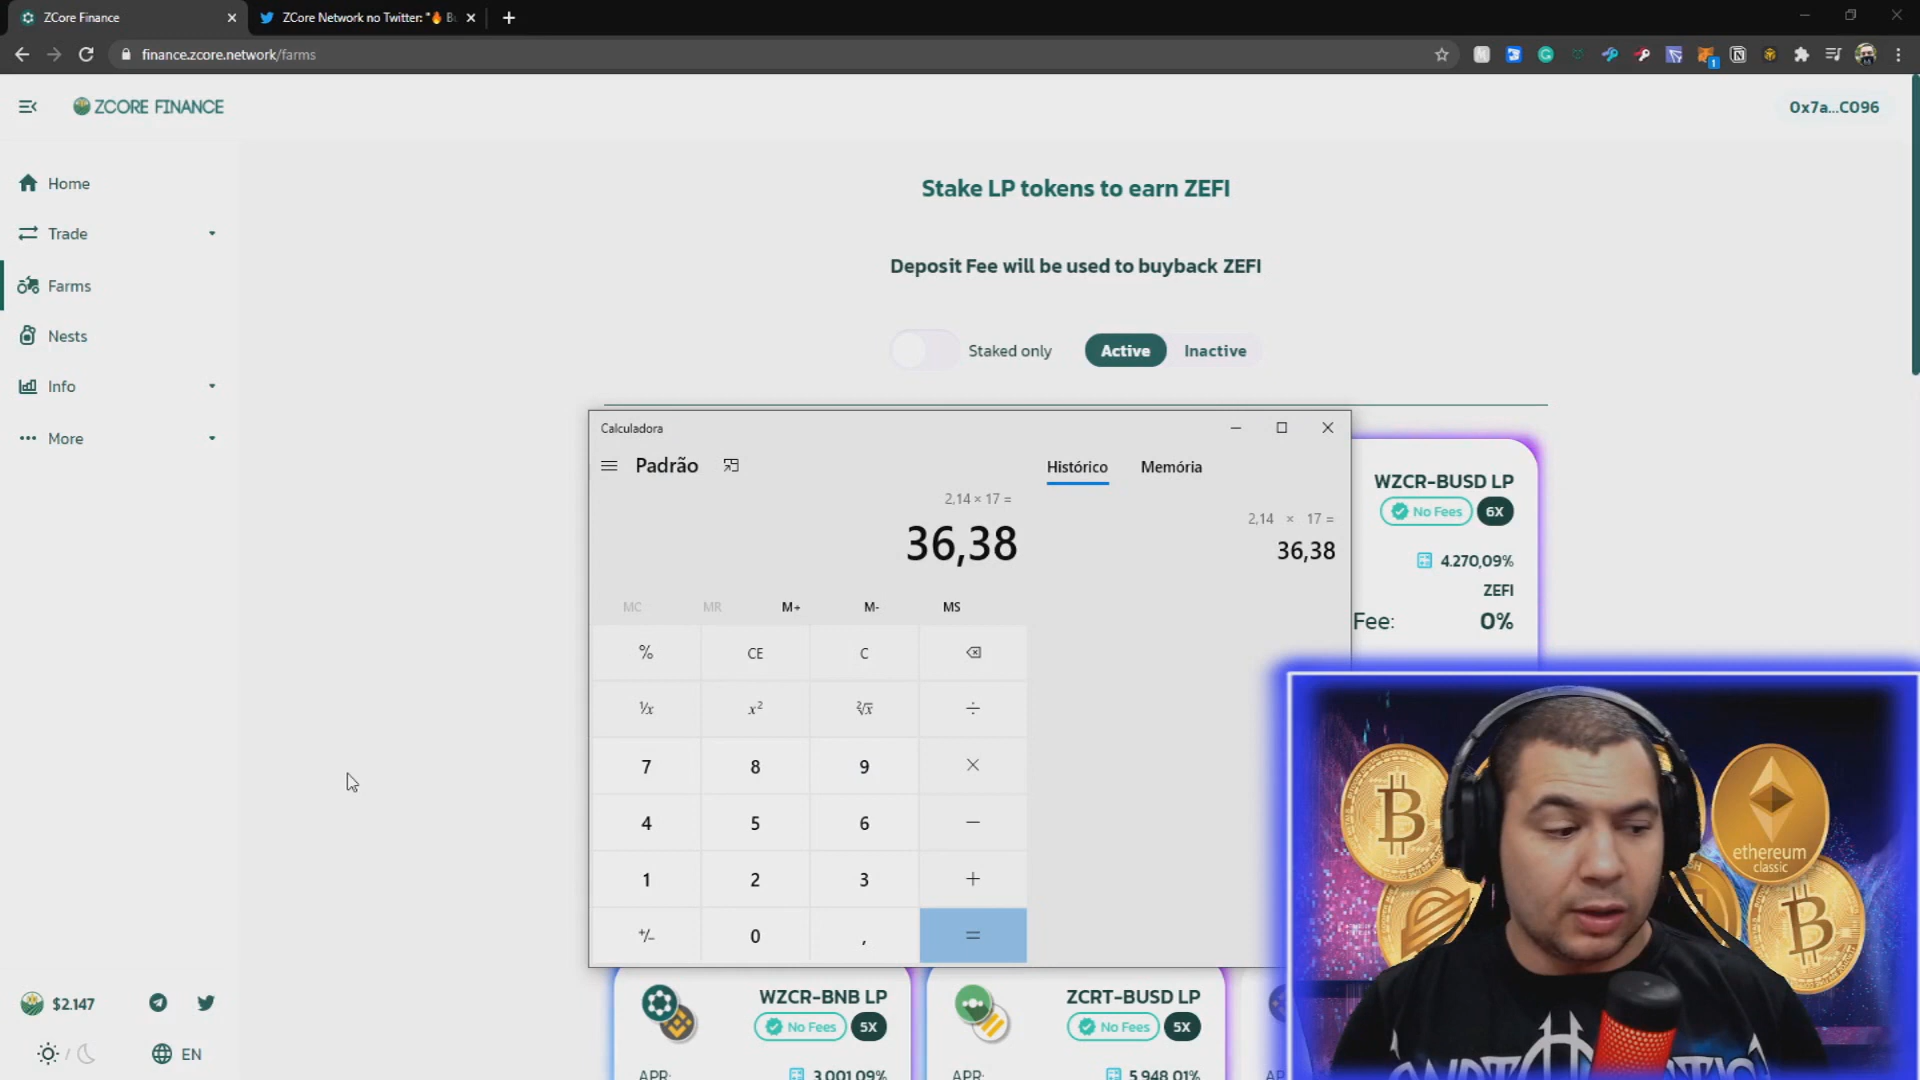 ZCore Finance
ZCore Network no Twitter: "🔥 Bu
finance.zcore.network/farms
1
ZCORE FINANCE
0x7a...C096
Home
Trade
Farms
Nests
Info
More
Stake LP tokens to earn ZEFI
Deposit Fee will be used to buyback ZEFI
Staked only
Active
Inactive
Calculadora
Padrão
Histórico
Memória
2,14 × 17 =
36,38
2,14 × 17 =
36,38
MC
MR
M+
M-
MS
%
CE
C
⌫
¹/x
x²
²√x
÷
7
8
9
×
4
5
6
−
1
2
3
+
+/−
0
,
=
WZCR-BUSD LP
No Fees
6X
4.270,09%
ZEFI
Fee:
0%
ethereum
classic
WZCR-BNB LP
No Fees
5X
APR:
3.001,09%
ZCRT-BUSD LP
No Fees
5X
APR:
5.948,01%
APR:
$2.147
EN